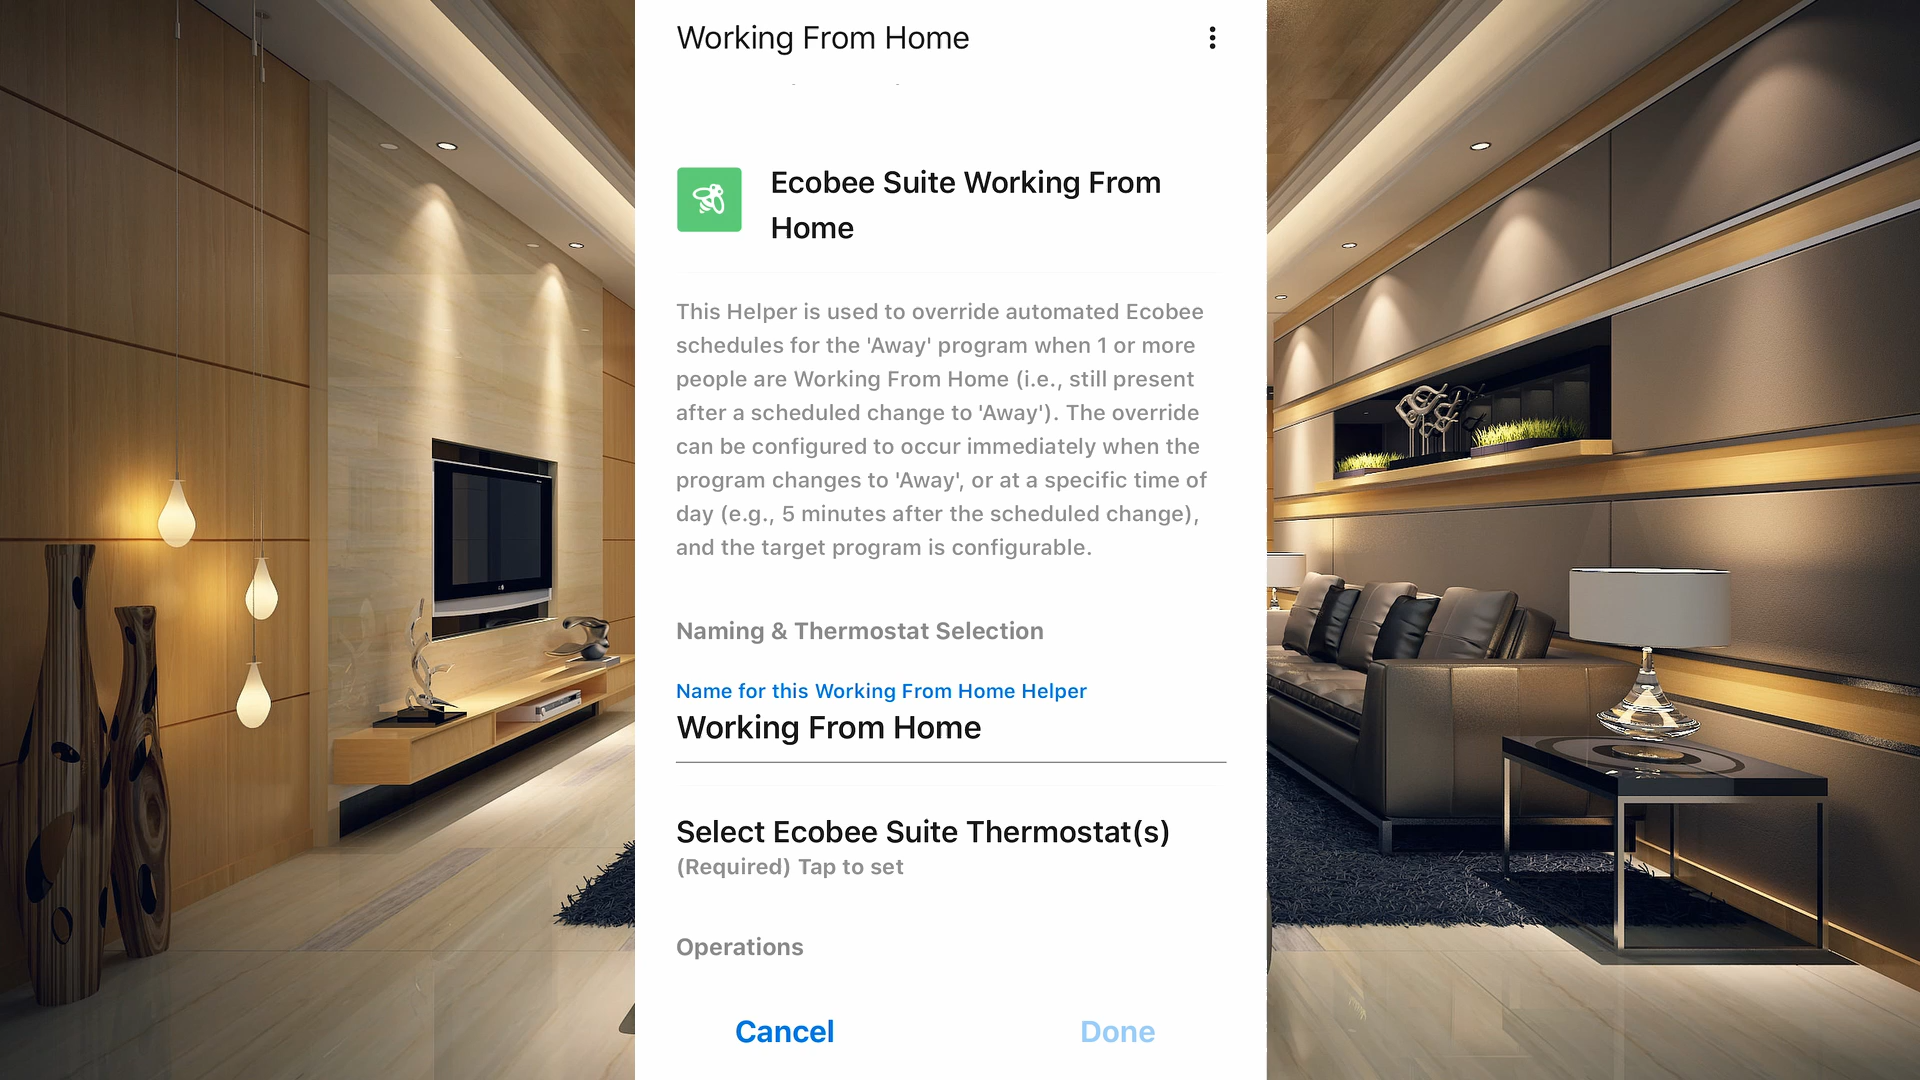 Working From Home
Ecobee Suite Working From
Home
This Helper is used to override automated Ecobee
schedules for the 'Away' program when 1 or more
people are Working From Home (i.e., still present
after a scheduled change to 'Away'). The override
can be configured to occur immediately when the
program changes to 'Away', or at a specific time of
day (e.g., 5 minutes after the scheduled change),
and the target program is configurable.
Naming & Thermostat Selection
Name for this Working From Home Helper
Working From Home
Select Ecobee Suite Thermostat(s)
(Required) Tap to set
Operations
Cancel
Done